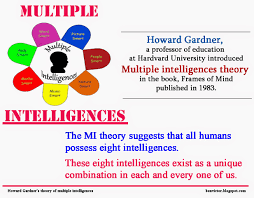 MULTIPLE
Howard Gardner,
a professor of education
at Hardvard University introduced
Multiple intelligences theory
in the book, Frames of Mind
published in 1983.
Multiple
Intelligences
INTELLIGENCES
The MI theory suggests that all humans
possess eight intelligences.
These eight intelligences exist as a unique
combination in each and every one of us.
Howard Gardner's theory of multiple intelligences